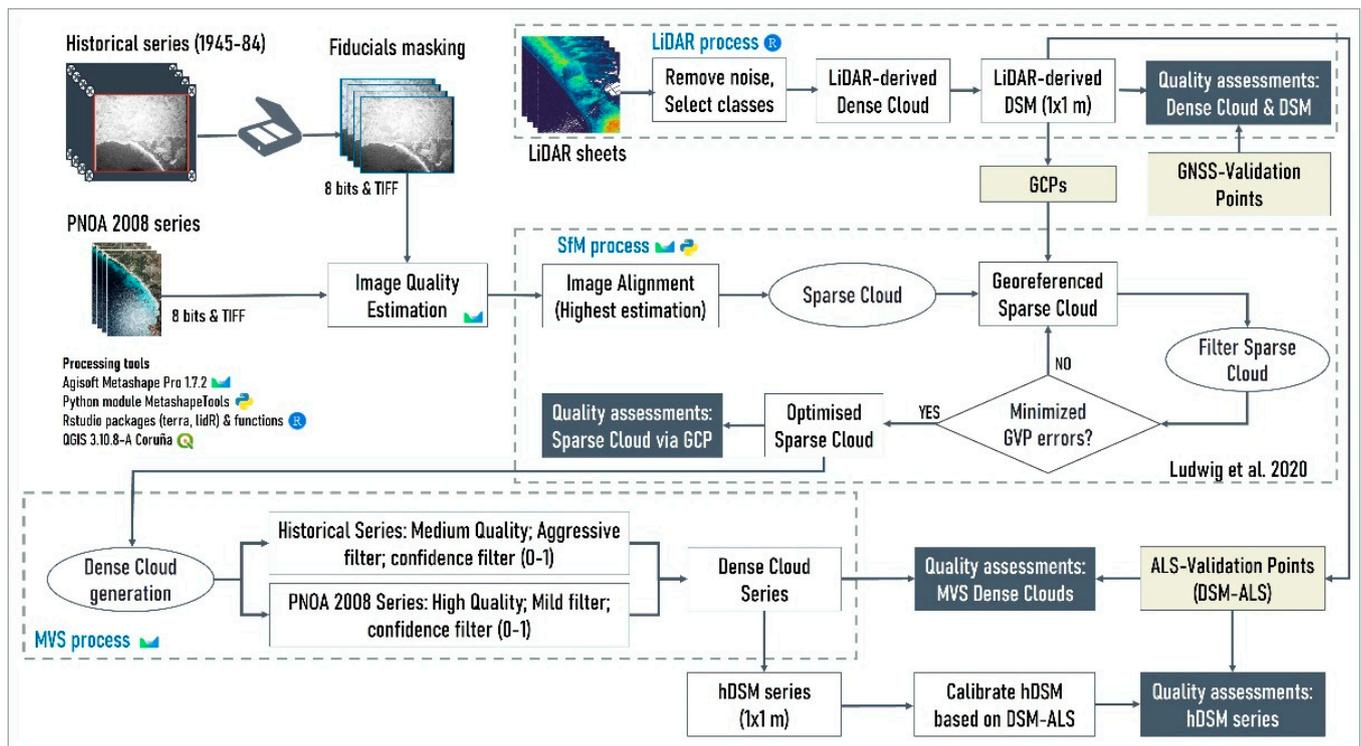 Historical series (1945-84)
Fiducials masking
8 bits & TIFF
PNOA 2008 series
8 bits & TIFF
Image Quality
Estimation
Processing tools
Agisoft Metashape Pro 1.7.2
Python module MetashapeTools
Rstudio packages (terra, lidR) & functions R
QGIS 3.10.8-A Coruña
LiDAR process R
LiDAR sheets
Remove noise,
Select classes
LiDAR-derived
Dense Cloud
LiDAR-derived
DSM (1x1 m)
Quality assessments:
Dense Cloud & DSM
GCPs
GNSS-Validation
Points
SfM process
Image Alignment
(Highest estimation)
Sparse Cloud
Georeferenced
Sparse Cloud
Filter Sparse
Cloud
NO
Minimized
GVP errors?
YES
Optimised
Sparse Cloud
Quality assessments:
Sparse Cloud via GCP
Ludwig et al. 2020
Dense Cloud
generation
Historical Series: Medium Quality; Aggressive
filter; confidence filter (0-1)
PNOA 2008 Series: High Quality; Mild filter;
confidence filter (0-1)
MVS process
Dense Cloud
Series
Quality assessments:
MVS Dense Clouds
ALS-Validation Points
(DSM-ALS)
hDSM series
(1x1 m)
Calibrate hDSM
based on DSM-ALS
Quality assessments:
hDSM series